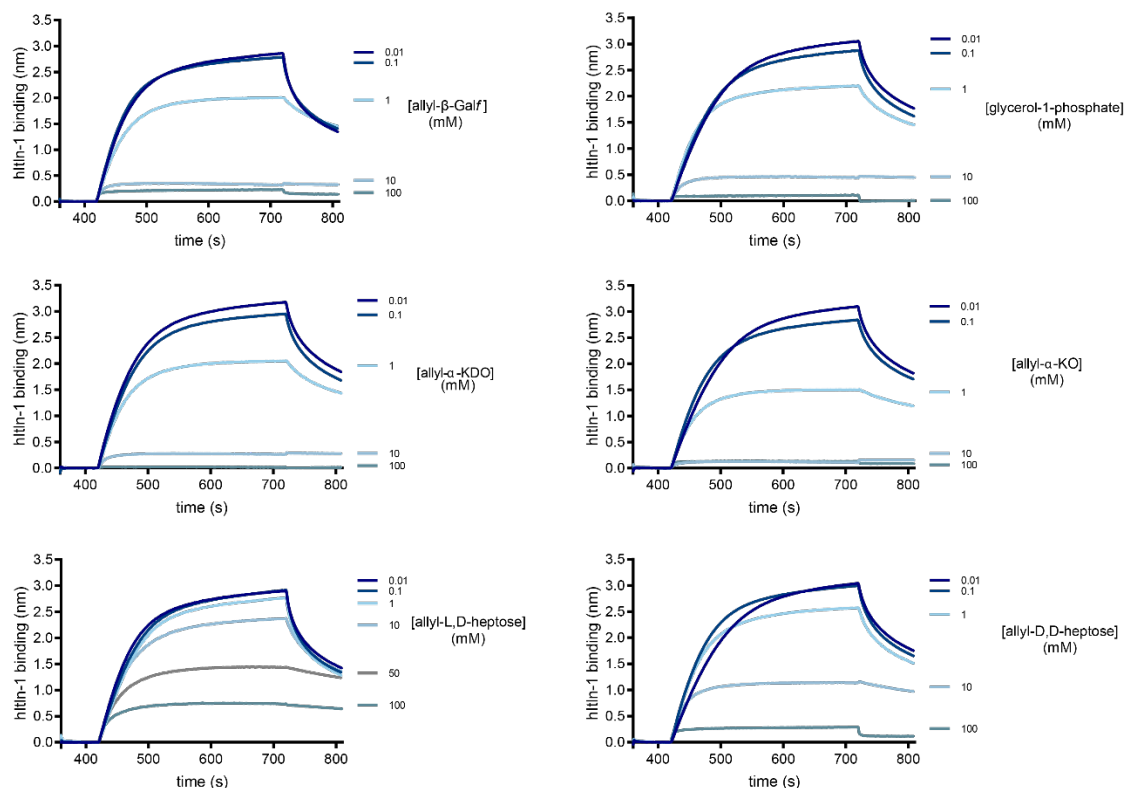 hItln-1 binding (nm)
3.5
3.0
2.5
2.0
1.5
1.0
0.5
0.0
400 500 600 700 800
time (s)
0.01
0.1
1
10
100
[allyl-β-Galf]
(mM)
hItln-1 binding (nm)
3.5
3.0
2.5
2.0
1.5
1.0
0.5
0.0
400 500 600 700 800
time (s)
0.01
0.1
1
10
100
[glycerol-1-phosphate]
(mM)
hItln-1 binding (nm)
3.5
3.0
2.5
2.0
1.5
1.0
0.5
0.0
400 500 600 700 800
time (s)
0.01
0.1
1
10
100
[allyl-α-KDO]
(mM)
hItln-1 binding (nm)
3.5
3.0
2.5
2.0
1.5
1.0
0.5
0.0
400 500 600 700 800
time (s)
0.01
0.1
1
10
100
[allyl-α-KO]
(mM)
hItln-1 binding (nm)
3.5
3.0
2.5
2.0
1.5
1.0
0.5
0.0
400 500 600 700 800
time (s)
0.01
0.1
1
10
50
100
[allyl-L,D-heptose]
(mM)
hItln-1 binding (nm)
3.5
3.0
2.5
2.0
1.5
1.0
0.5
0.0
400 500 600 700 800
time (s)
0.01
0.1
1
10
100
[allyl-D,D-heptose]
(mM)